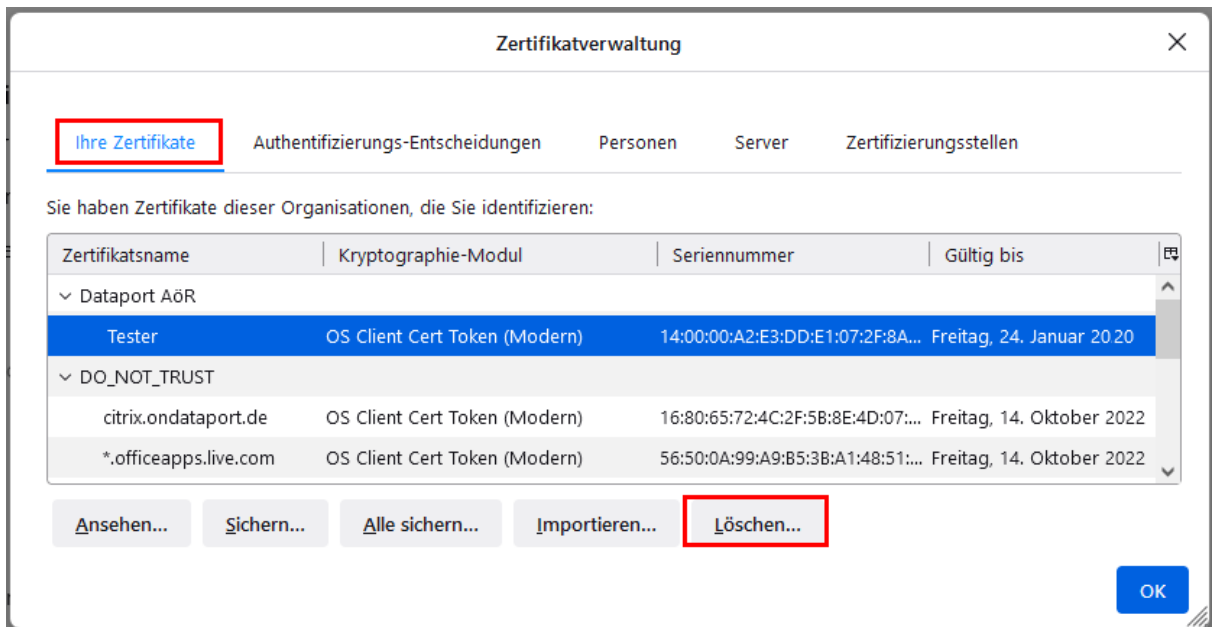 Zertifikatverwaltung
Ihre Zertifikate Authentifizierungs-Entscheidungen Personen Server Zertifizierungsstellen
Sie haben Zertifikate dieser Organisationen, die Sie identifizieren:
Zertifikatsname Kryptographie-Modul Seriennummer Gültig bis
Dataport AöR
Tester OS Client Cert Token (Modern) 14:00:00:A2:E3:DD:E1:07:2F:8A... Freitag, 24. Januar 2020
DO_NOT_TRUST
citrix.ondataport.de OS Client Cert Token (Modern) 16:80:65:72:4C:2F:5B:8E:4D:07:... Freitag, 14. Oktober 2022
*.officeapps.live.com OS Client Cert Token (Modern) 56:50:0A:99:A9:B5:3B:A1:48:51:... Freitag, 14. Oktober 2022
Ansehen... Sichern... Alle sichern... Importieren... Löschen...
OK